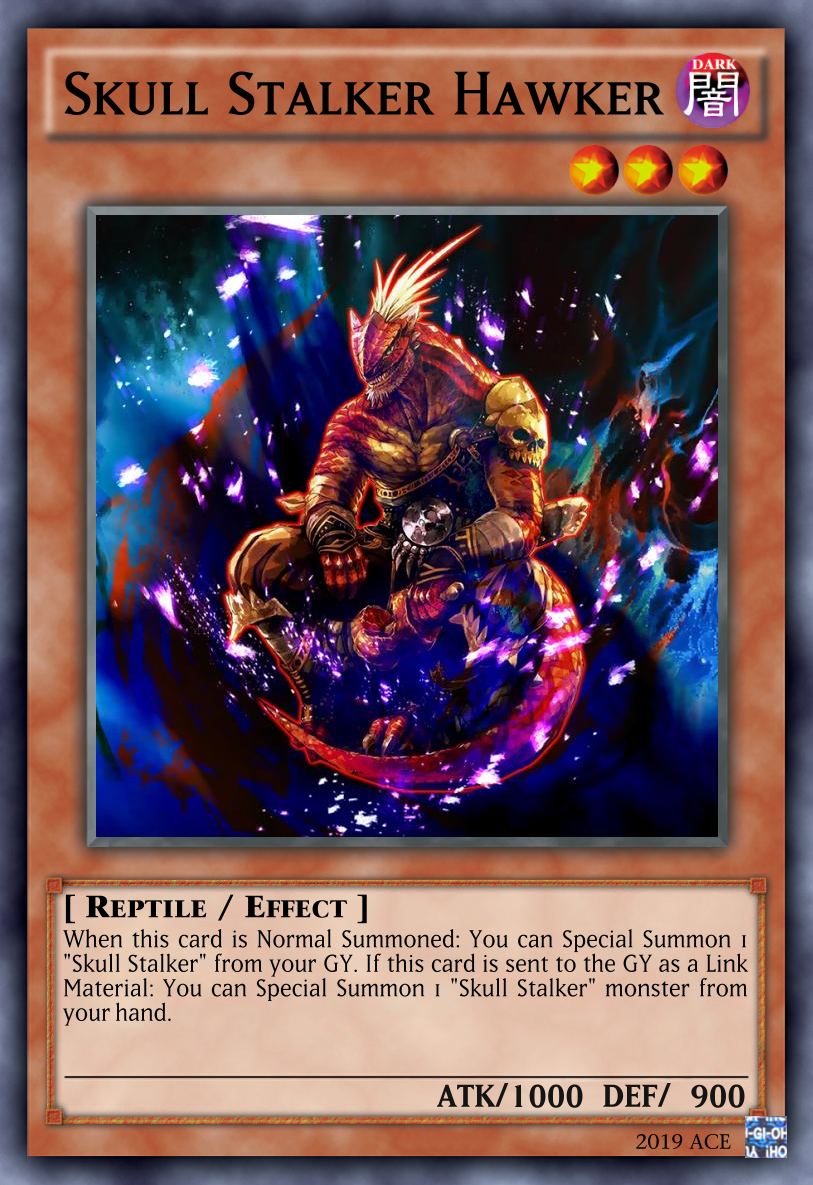 Skull Stalker Hawker
DARK
闇
[ Reptile / Effect ]
When this card is Normal Summoned: You can Special Summon 1
"Skull Stalker" from your GY. If this card is sent to the GY as a Link
Material: You can Special Summon 1 "Skull Stalker" monster from
your hand.
ATK/1000 DEF/ 900
2019 ACE